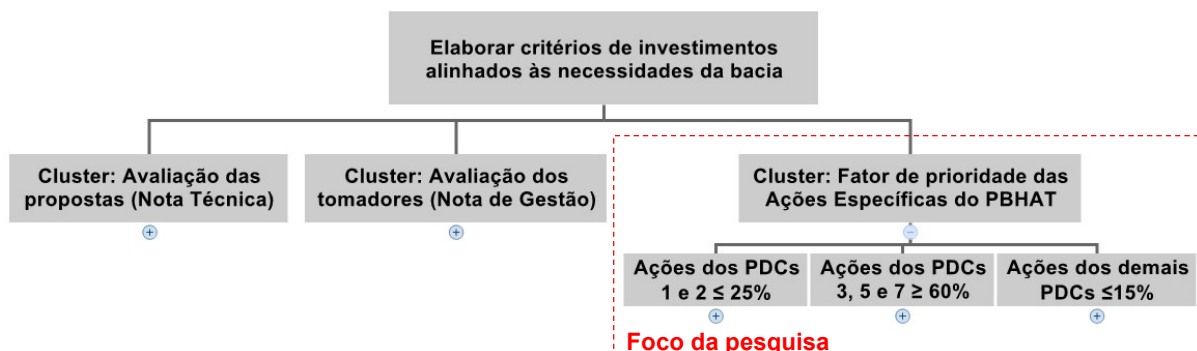 Elaborar critérios de investimentos
alinhados às necessidades da bacia
Cluster: Avaliação das
propostas (Nota Técnica)
Cluster: Avaliação dos
tomadores (Nota de Gestão)
Cluster: Fator de prioridade das
Ações Específicas do PBHAT
Ações dos PDCs
1 e 2 ≤ 25%
Ações dos PDCs
3, 5 e 7 ≥ 60%
Ações dos demais
PDCs ≤15%
Foco da pesquisa